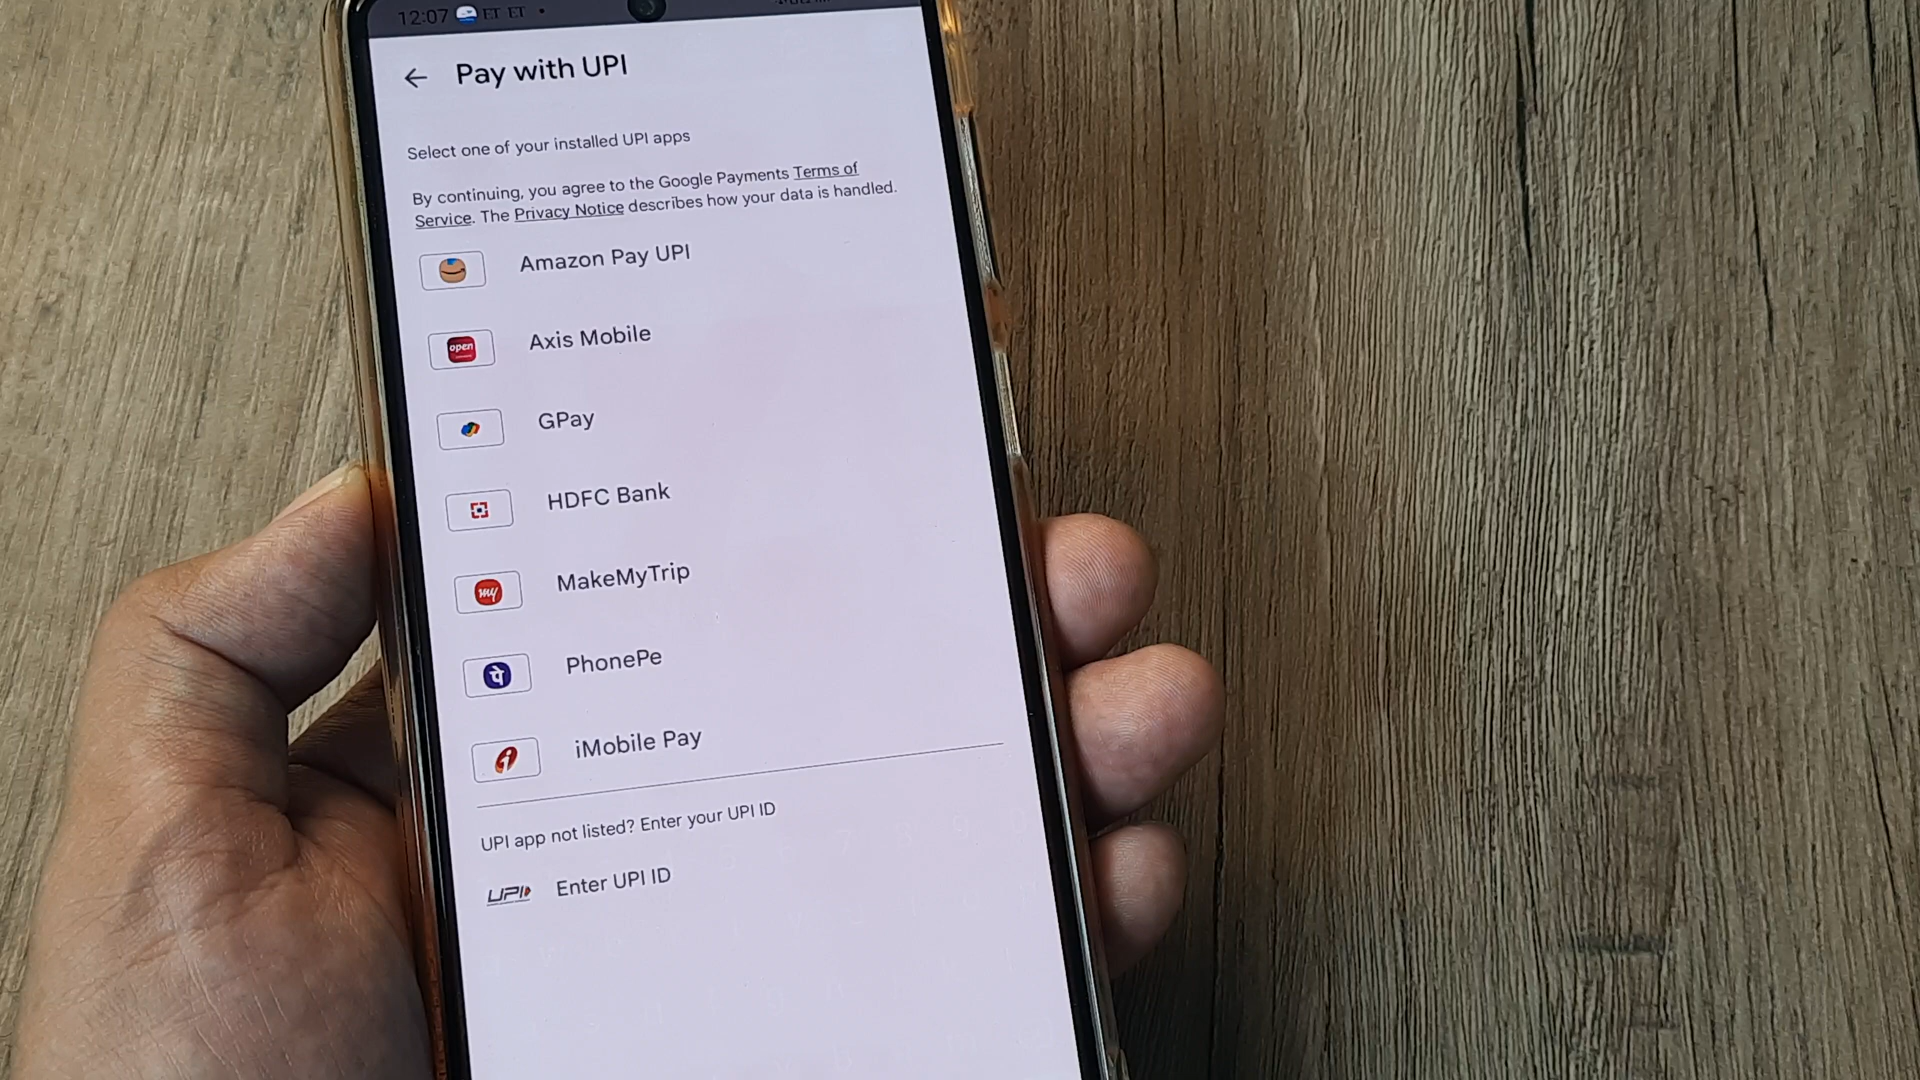 12:07 ET ET
Pay with UPI
Select one of your installed UPI apps
By continuing, you agree to the Google Payments Terms of
Service. The Privacy Notice describes how your data is handled.
Amazon Pay UPI
open
Axis Mobile
GPay
HDFC Bank
my
MakeMyTrip
पे
PhonePe
i
iMobile Pay
UPI app not listed? Enter your UPI ID
UPI
Enter UPI ID